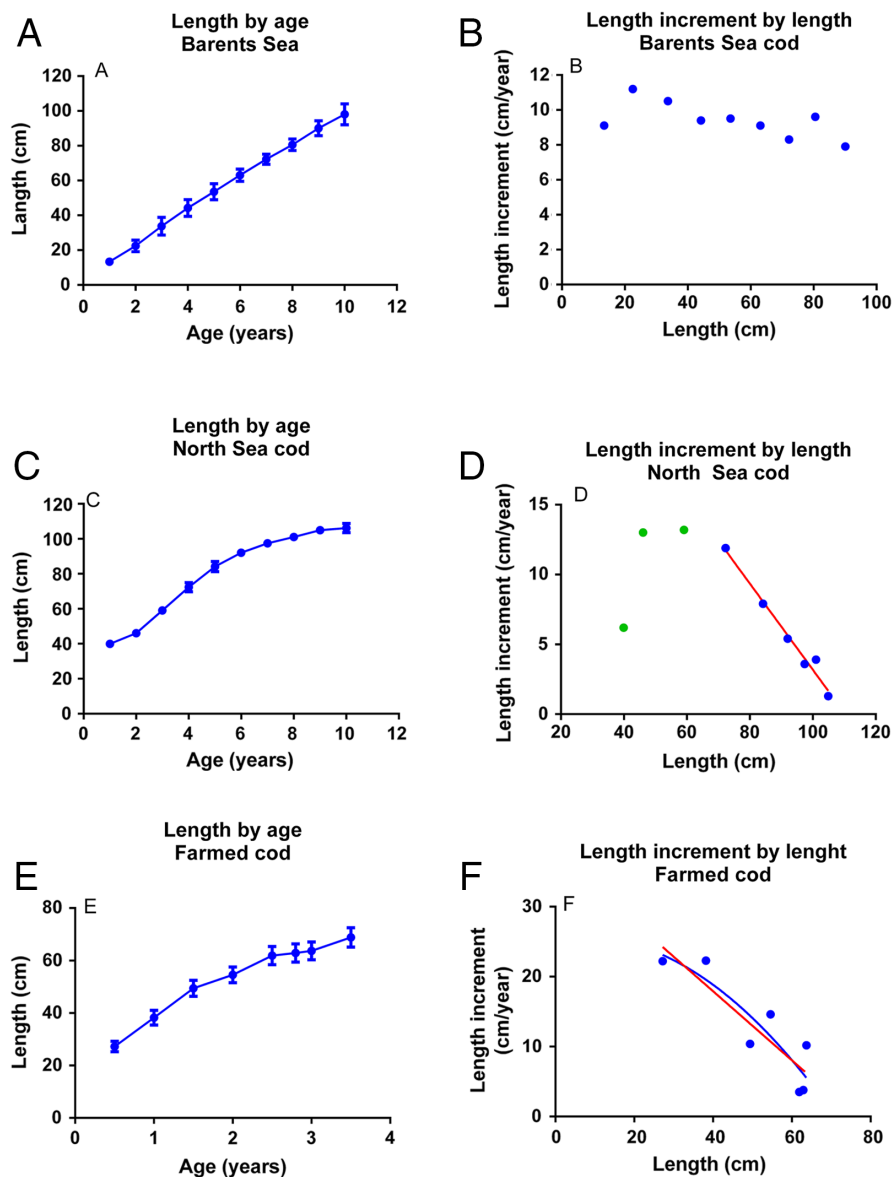 A
Length by age
Barents Sea
A
120
100
80
60
40
20
0
Langth (cm)
0 2 4 6 8 10 12
Age (years)
B
Length increment by length
Barents Sea cod
B
12
10
8
6
4
2
0
Length increment (cm/year)
0 20 40 60 80 100
Length (cm)
C
Length by age
North Sea cod
C
120
100
80
60
40
20
0
Length (cm)
0 2 4 6 8 10 12
Age (years)
D
Length increment by length
North Sea cod
D
15
10
5
0
Length increment (cm/year)
20 40 60 80 100 120
Length (cm)
E
Length by age
Farmed cod
E
80
60
40
20
0
Length (cm)
0 1 2 3 4
Age (years)
F
Length increment by lenght
Farmed cod
F
30
20
10
0
Length increment
(cm/year)
0 20 40 60 80
Length (cm)